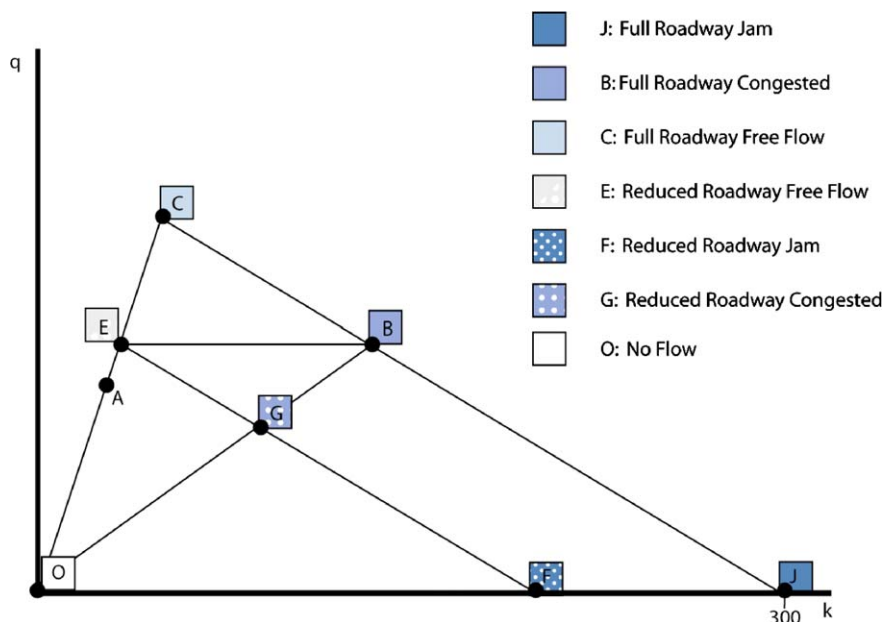 q
J: Full Roadway Jam
B: Full Roadway Congested
C: Full Roadway Free Flow
E: Reduced Roadway Free Flow
F: Reduced Roadway Jam
G: Reduced Roadway Congested
O: No Flow
C
E
B
A
G
O
F
J
300
k